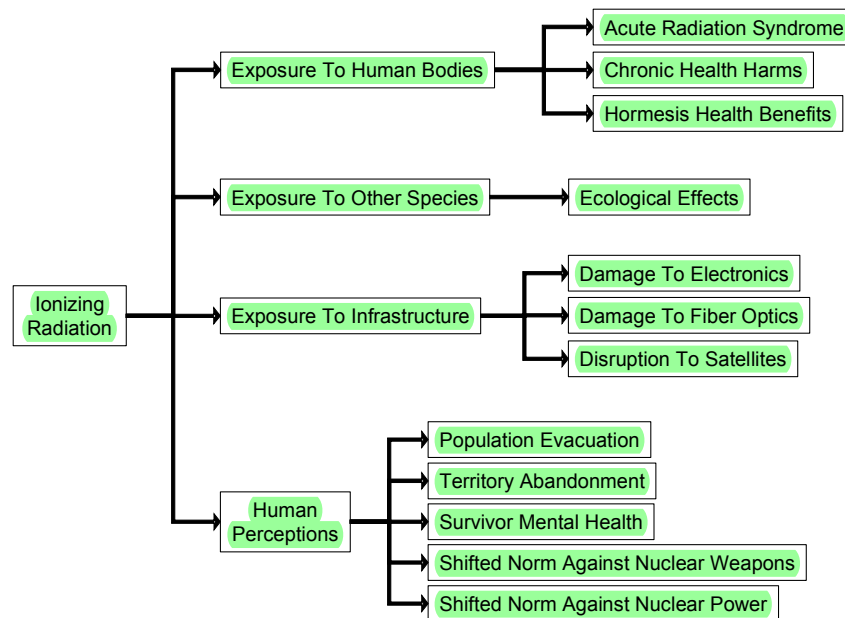 Acute Radiation Syndrome
Exposure To Human Bodies
Chronic Health Harms
Hormesis Health Benefits
Exposure To Other Species
Ecological Effects
Ionizing
Radiation
Exposure To Infrastructure
Damage To Electronics
Damage To Fiber Optics
Disruption To Satellites
Human
Perceptions
Population Evacuation
Territory Abandonment
Survivor Mental Health
Shifted Norm Against Nuclear Weapons
Shifted Norm Against Nuclear Power